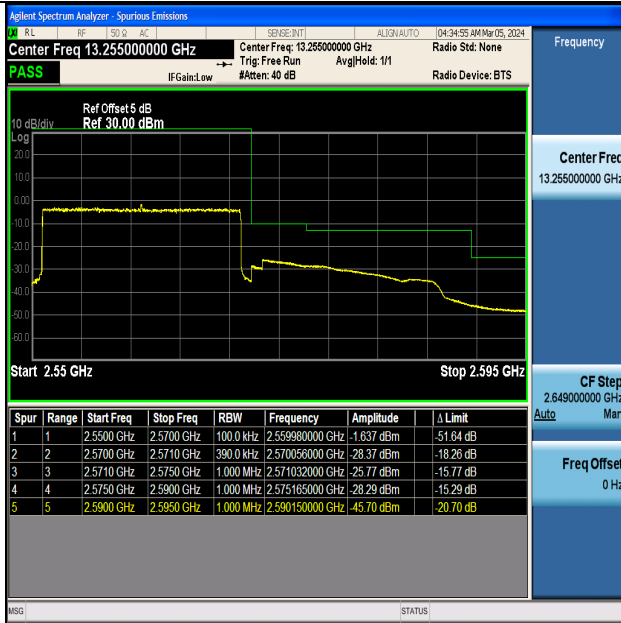 Agilent Spectrum Analyzer - Spurious Emissions
RL RF 50 Ω AC SENSE:INT ALIGN AUTO 04:34:55 AM Mar 05, 2024
Center Freq 13.255000000 GHz
Center Freq: 13.255000000 GHz
Radio Std: None
Trig: Free Run Avg|Hold: 1/1
PASS
IFGain:Low
#Atten: 40 dB
Radio Device: BTS
Frequency
Ref Offset 5 dB
10 dB/div Ref 30.00 dBm
Log
20.0
10.0
0.00
-10.0
-20.0
-30.0
-40.0
-50.0
-60.0
Start 2.55 GHz
Stop 2.595 GHz
Center Freq
13.255000000 GHz
CF Step
2.649000000 GHz
Auto Man
Freq Offset
0 Hz
Spur Range Start Freq Stop Freq RBW Frequency Amplitude Δ Limit
1 1 2.5500 GHz 2.5700 GHz 100.0 kHz 2.559980000 GHz -1.637 dBm -51.64 dB
2 2 2.5700 GHz 2.5710 GHz 390.0 kHz 2.570056000 GHz -28.37 dBm -18.26 dB
3 3 2.5710 GHz 2.5750 GHz 1.000 MHz 2.571032000 GHz -25.77 dBm -15.77 dB
4 4 2.5750 GHz 2.5900 GHz 1.000 MHz 2.575165000 GHz -28.29 dBm -15.29 dB
5 5 2.5900 GHz 2.5950 GHz 1.000 MHz 2.590150000 GHz -45.70 dBm -20.70 dB
MSG
STATUS